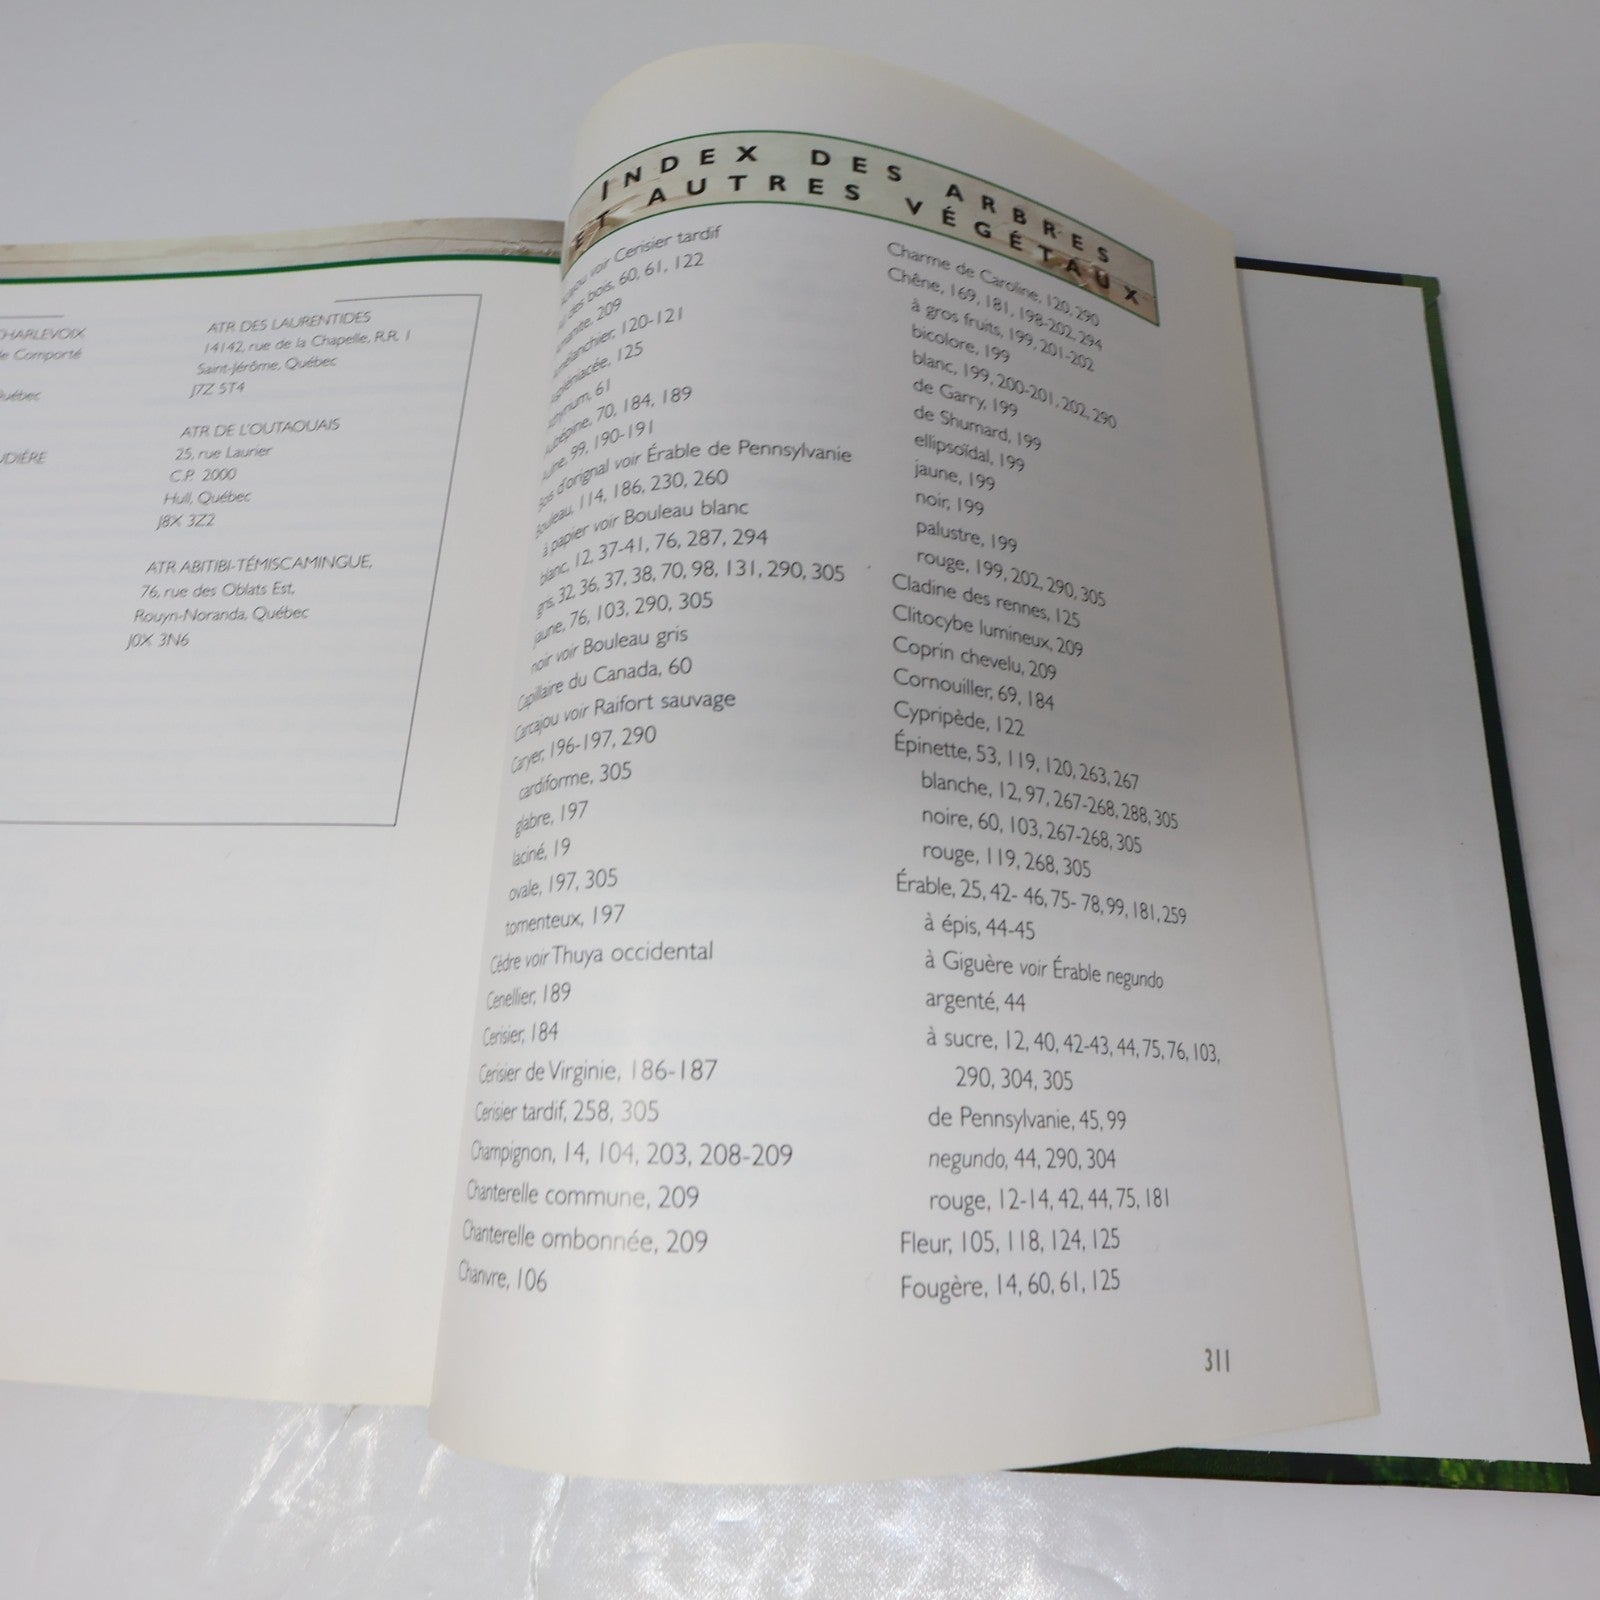 CHARLEVOIX
de Comporté
Québec
ATR DES LAURENTIDES
14142, rue de la Chapelle, R.R. 1
Saint-Jérôme, Québec
J7Z 5T4
ATR DE L'OUTAOUAIS
25, rue Laurier
C.P. 2000
Hull, Québec
J8X 3Z2
ATR ABITIBI-TÉMISCAMINGUE,
76, rue des Oblats Est,
Rouyn-Noranda, Québec
J0X 3N6
INDEX DES ARBRES
ET AUTRES VÉGÉTAUX
voir Cerisier tardif
des bois, 60, 61, 122
Amanite, 209
Amélanchier, 120-121
125
61
Aubépine, 70, 184, 189
Aulne, 99, 190-191
Bois d'orignal voir Érable de Pennsylvanie
Bouleau, 114, 186, 230, 260
à papier voir Bouleau blanc
blanc, 12, 37-41, 76, 287, 294
gris, 32, 36, 37, 38, 70, 98, 131, 290, 305
jaune, 76, 103, 290, 305
noir voir Bouleau gris
Capillaire du Canada, 60
Carcajou voir Raifort sauvage
Caryer, 196-197, 290
cardiforme, 305
glabre, 197
laciné, 19
ovale, 197, 305
tomenteux, 197
Cèdre voir Thuya occidental
Cenellier, 189
Cerisier, 184
Cerisier de Virginie, 186-187
Cerisier tardif, 258, 305
Champignon, 14, 104, 203, 208-209
Chanterelle commune, 209
Chanterelle ombonnée, 209
Chanvre, 106
Charme de Caroline, 120, 290
Chêne, 169, 181, 198-202, 294
à gros fruits, 199, 201-202
bicolore, 199
blanc, 199, 200-201, 202, 290
de Garry, 199
de Shumard, 199
ellipsoïdal, 199
jaune, 199
noir, 199
palustre, 199
rouge, 199, 202, 290, 305
Cladine des rennes, 125
Clitocybe lumineux, 209
Coprin chevelu, 209
Cornouiller, 69, 184
Cypripède, 122
Épinette, 53, 119, 120, 263, 267
blanche, 12, 97, 267-268, 288, 305
noire, 60, 103, 267-268, 305
rouge, 119, 268, 305
Érable, 25, 42- 46, 75- 78, 99, 181, 259
à épis, 44-45
à Giguère voir Érable negundo
argenté, 44
à sucre, 12, 40, 42-43, 44, 75, 76, 103,
290, 304, 305
de Pennsylvanie, 45, 99
negundo, 44, 290, 304
rouge, 12-14, 42, 44, 75, 181
Fleur, 105, 118, 124, 125
Fougère, 14, 60, 61, 125
311